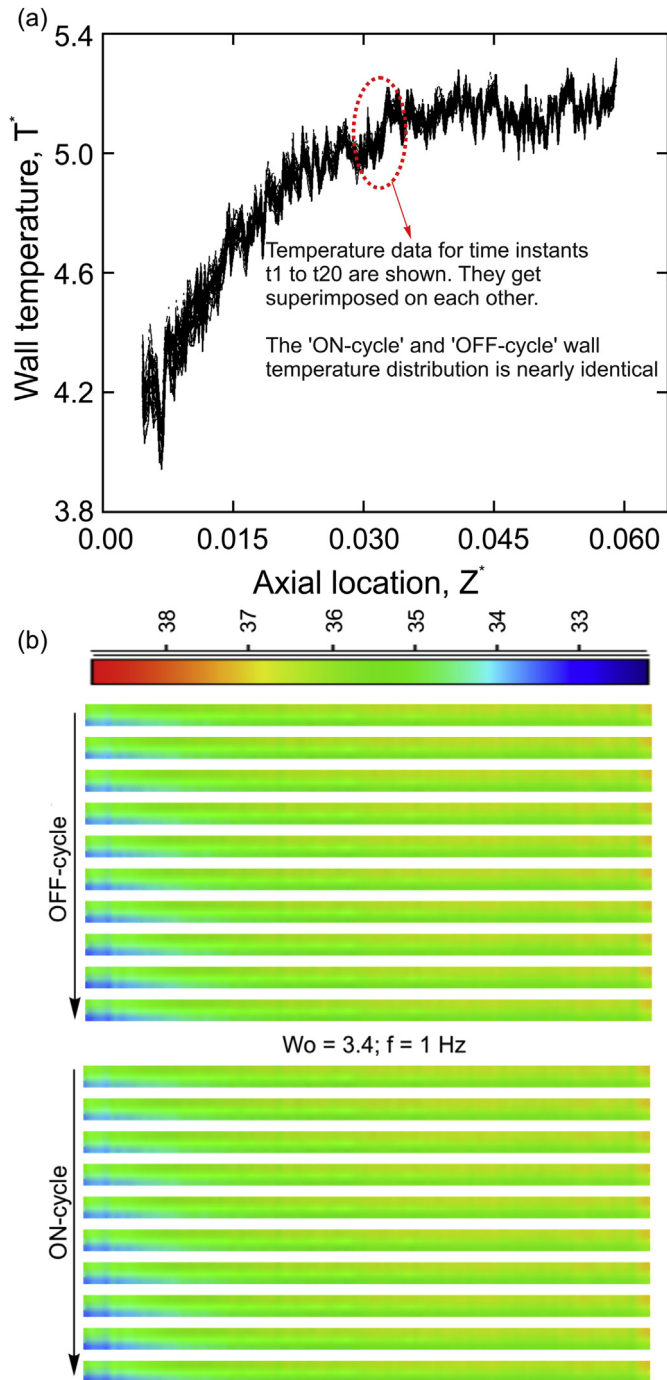 (a)
5.4
5.0
4.6
4.2
3.8
Wall temperature, T*
Temperature data for time instants
t1 to t20 are shown. They get
superimposed on each other.
The 'ON-cycle' and 'OFF-cycle' wall
temperature distribution is nearly identical
0.00 0.015 0.030 0.045 0.060
Axial location, Z*
(b)
38 37 36 35 34 33
OFF-cycle
Wo = 3.4; f = 1 Hz
ON-cycle